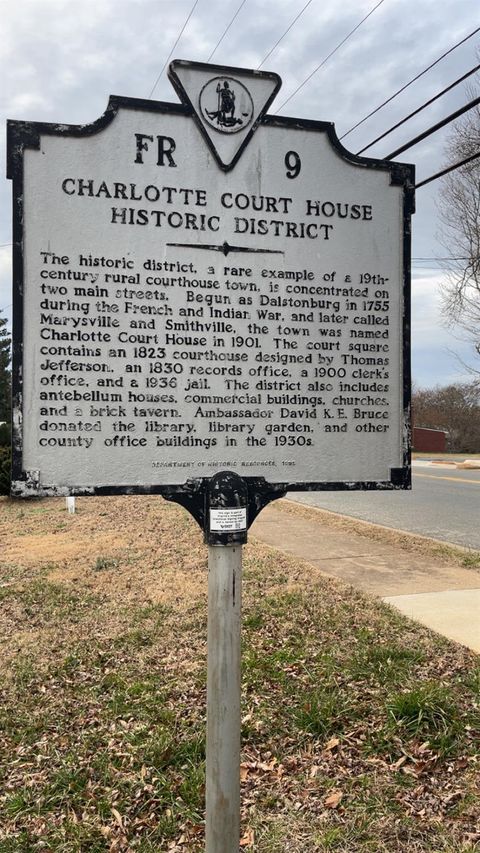 FR 9
CHARLOTTE COURT HOUSE
HISTORIC DISTRICT
The historic district, a rare example of a 19th-
century rural courthouse town, is concentrated on
two main streets. Begun as Dalstonburg in 1755
during the French and Indian War, and later called
Marysville and Smithville, the town was named
Charlotte Court House in 1901. The court square
contains an 1823 courthouse designed by Thomas
Jefferson, an 1830 records office, a 1900 clerk's
office, and a 1936 jail. The district also includes
antebellum houses, commercial buildings, churches,
and a brick tavern. Ambassador David K. E. Bruce
donated the library, library garden, and other
county office buildings in the 1930s.
DEPARTMENT OF HISTORIC RESOURCES,